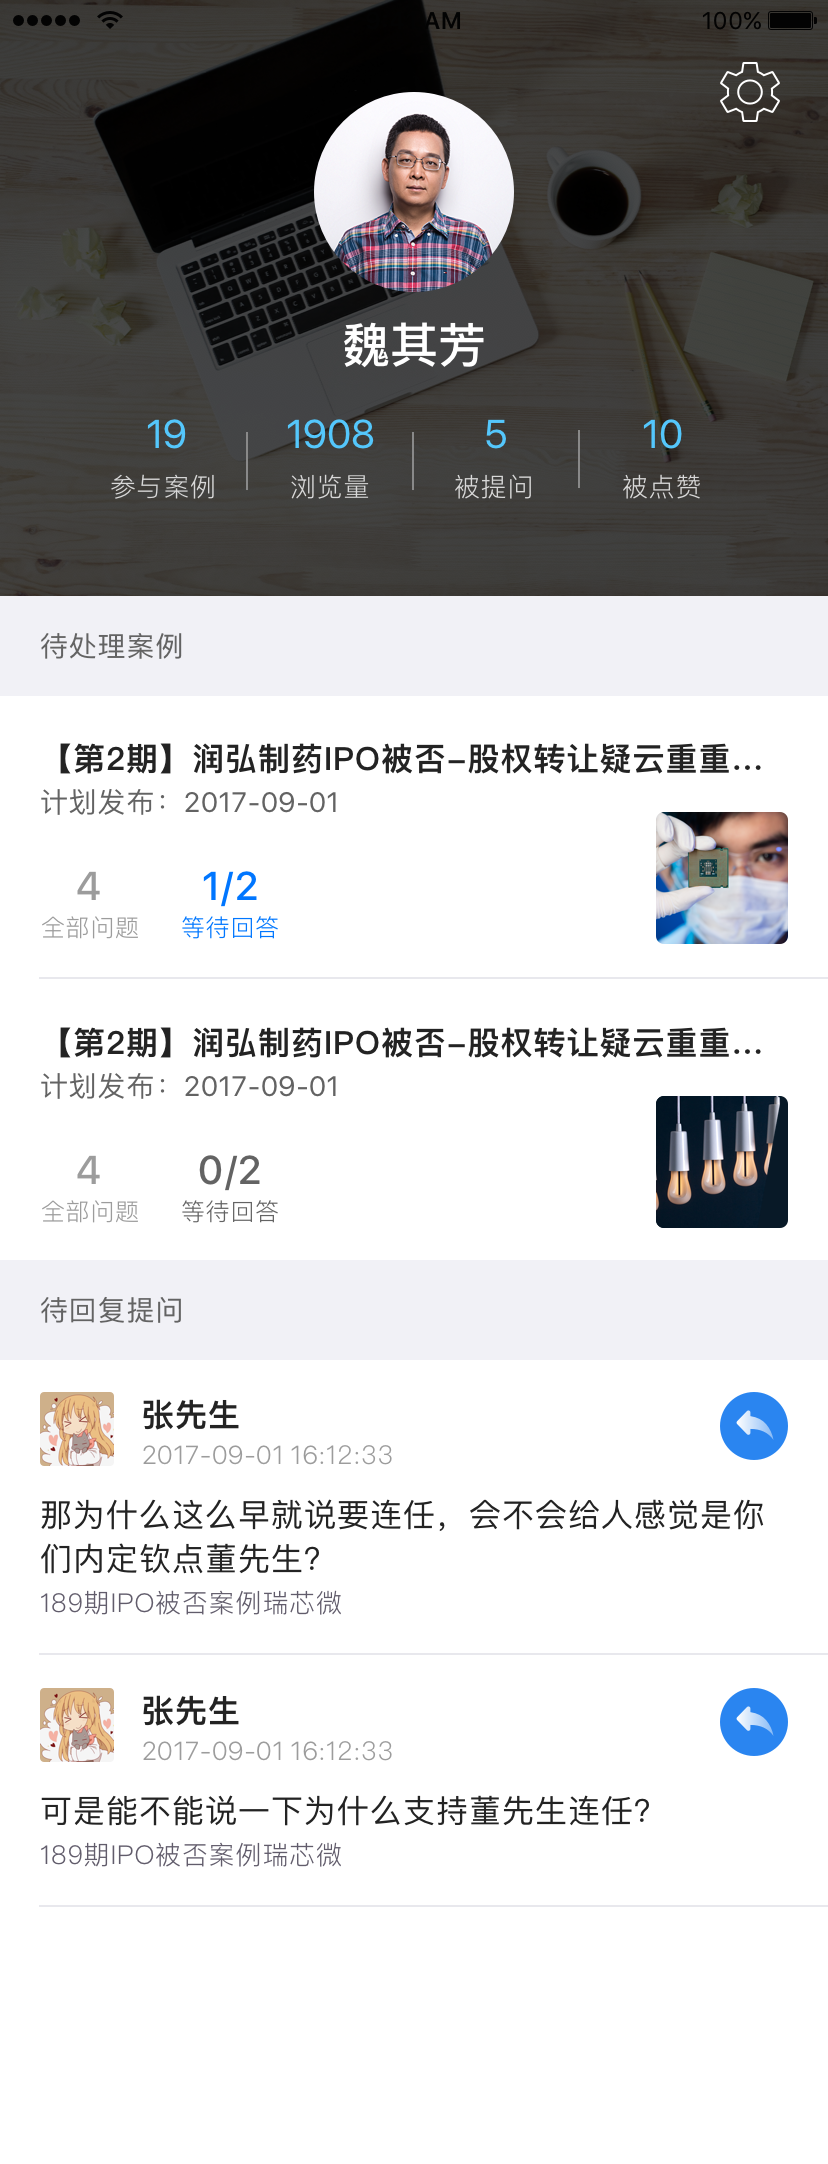 AM 100%
魏其芳
19 1908 5 10
参与案例 浏览量 被提问 被点赞
待处理案例
【第2期】润弘制药IPO被否–股权转让疑云重重...
计划发布：2017-09-01
4 1/2
全部问题 等待回答
【第2期】润弘制药IPO被否–股权转让疑云重重...
计划发布：2017-09-01
4 0/2
全部问题 等待回答
待回复提问
张先生
2017-09-01 16:12:33
那为什么这么早就说要连任，会不会给人感觉是你
们内定钦点董先生？
189期IPO被否案例瑞芯微
张先生
2017-09-01 16:12:33
可是能不能说一下为什么支持董先生连任？
189期IPO被否案例瑞芯微